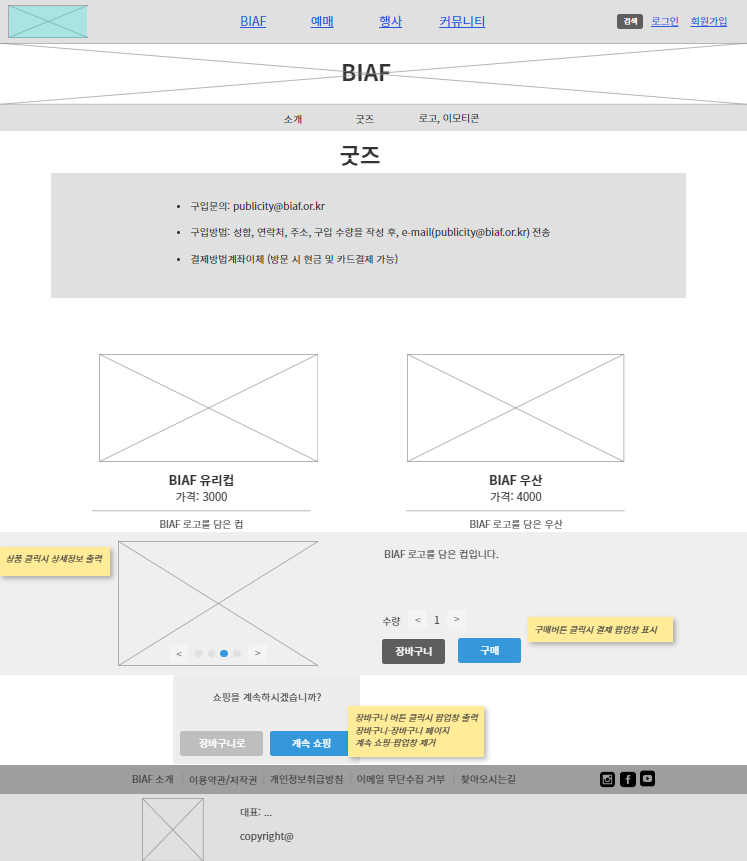 BIAF 예매 행사 커뮤니티 검색 로그인 회원가입
BIAF
소개 굿즈 로고, 이모티콘
굿즈
• 구입문의: publicity@biaf.or.kr
• 구입방법: 성함, 연락처, 주소, 구입 수량을 작성 후, e-mail(publicity@biaf.or.kr) 전송
• 결제방법계좌이체 (방문 시 현금 및 카드결제 가능)
BIAF 유리컵
가격: 3000
BIAF 로고를 담은 컵
BIAF 우산
가격: 4000
BIAF 로고를 담은 우산
상품 클릭시 상세정보 출력
< >
BIAF 로고를 담은 컵입니다.
수량 < 1 >
장바구니 구매
구매버튼 클릭시 결제 팝업창 표시
쇼핑을 계속하시겠습니까?
장바구니로 계속 쇼핑
장바구니 버튼 클릭시 팝업창 출력
장바구니-장바구니 페이지
계속 쇼핑-팝업창 제거
BIAF 소개 이용약관/저작권 개인정보취급방침 이메일 무단수집 거부 찾아오시는길
대표: ...
copyright@